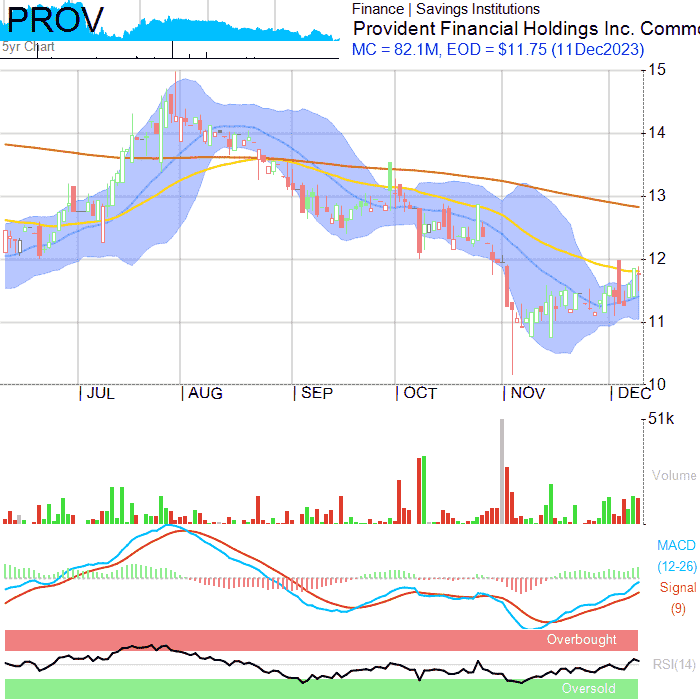 PROV
5yr Chart
Finance | Savings Institutions
Provident Financial Holdings Inc. Commo
MC = 82.1M, EOD = $11.75 (11Dec2023)
15
14
13
12
11
10
JUL
AUG
SEP
OCT
NOV
DEC
51k
Volume
MACD
(12-26)
Signal
(9)
Overbought
RSI(14)
Oversold